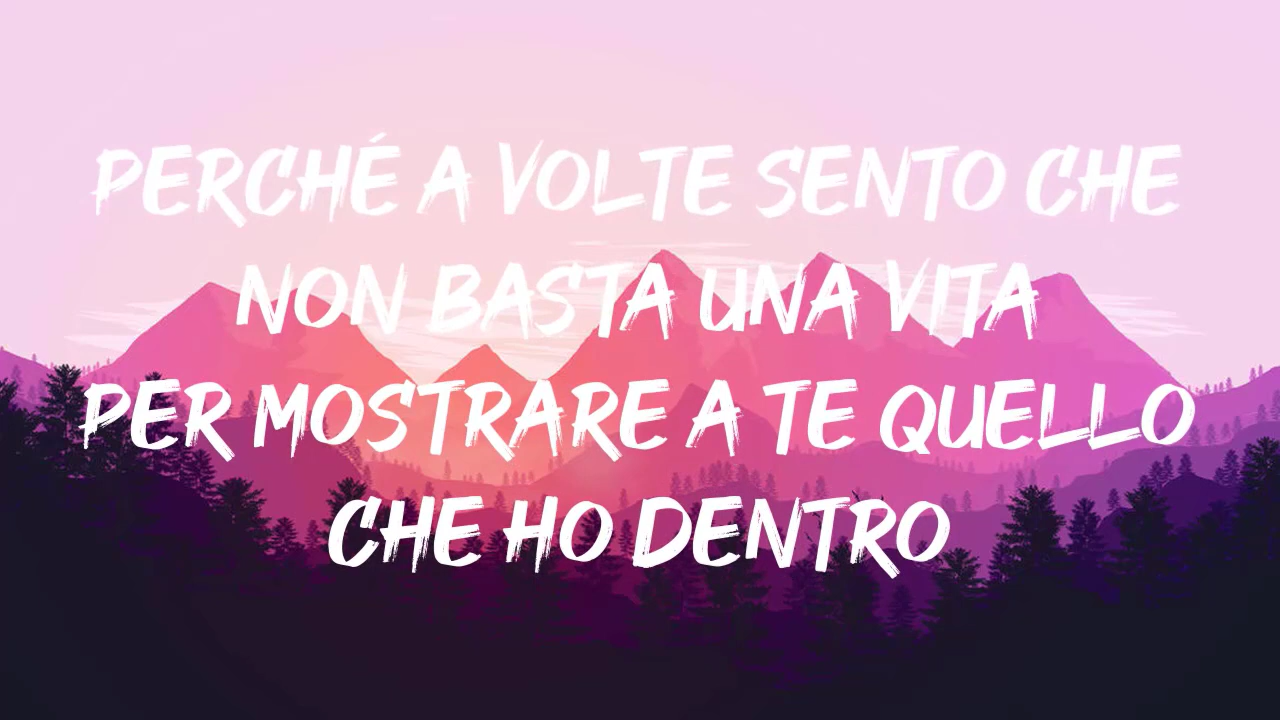 PERCHÉ A VOLTE SENTO CHE
NON BASTA UNA VITA
PER MOSTRARE A TE QUELLO
CHE HO DENTRO